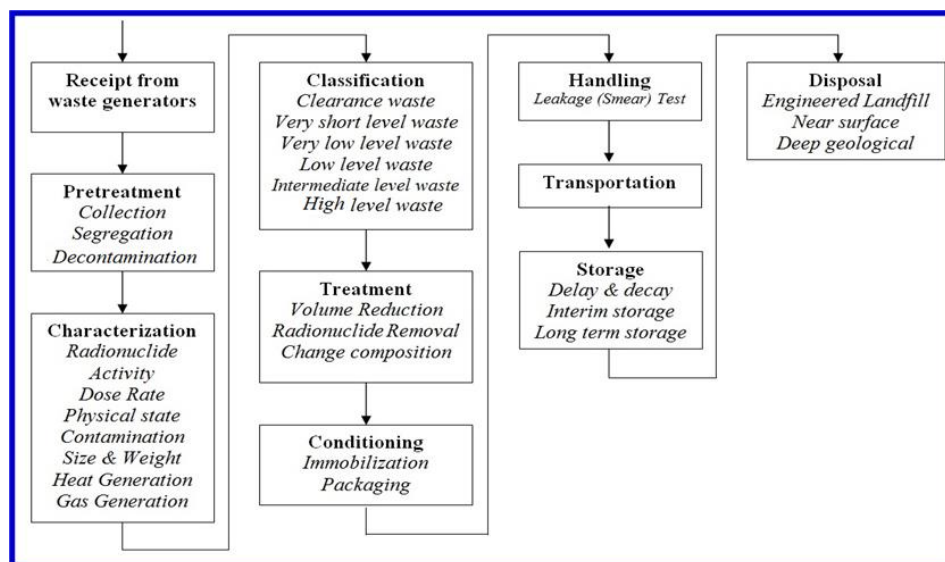 Receipt from
waste generators
Pretreatment
Collection
Segregation
Decontamination
Characterization
Radionuclide
Activity
Dose Rate
Physical state
Contamination
Size & Weight
Heat Generation
Gas Generation
Classification
Clearance waste
Very short level waste
Very low level waste
Low level waste
Intermediate level waste
High level waste
Treatment
Volume Reduction
Radionuclide Removal
Change composition
Conditioning
Immobilization
Packaging
Handling
Leakage (Smear) Test
Transportation
Storage
Delay & decay
Interim storage
Long term storage
Disposal
Engineered Landfill
Near surface
Deep geological